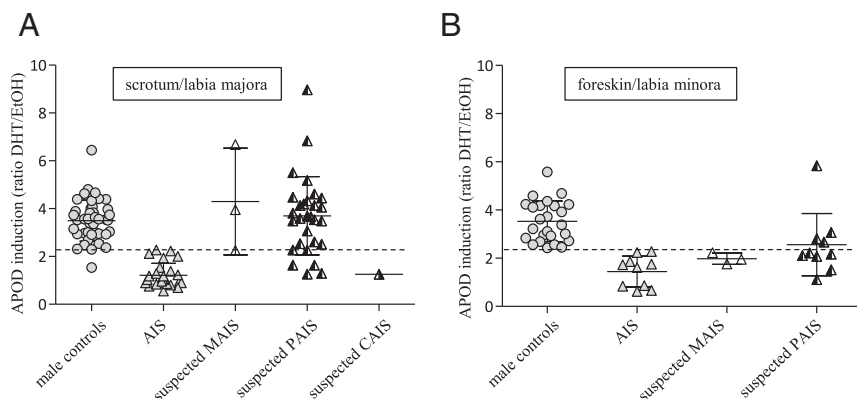 A
APOD induction (ratio DHT/EtOH)
10
8
6
4
2
0
scrotum/labia majora
male controls
AIS
suspected MAIS
suspected PAIS
suspected CAIS
B
APOD induction (ratio DHT/EtOH)
10
8
6
4
2
0
foreskin/labia minora
male controls
AIS
suspected MAIS
suspected PAIS